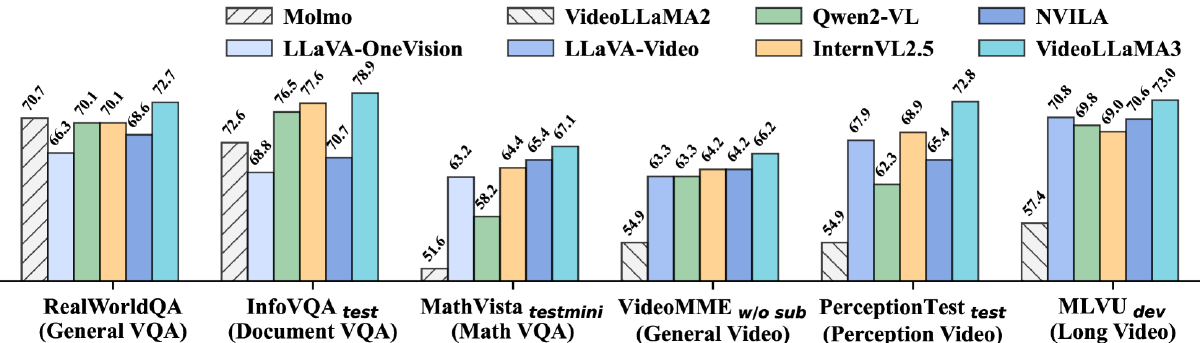 Molmo VideoLLaMA2 Qwen2-VL NVILA
LLaVA-OneVision LLaVA-Video InternVL2.5 VideoLLaMA3
70.7 66.3 70.1 70.1 68.6 72.7
72.6 68.8 76.5 77.6 70.7 78.9
51.6 63.2 58.2 64.4 65.4 67.1
54.9 63.3 63.3 64.2 64.2 66.2
54.9 67.9 62.3 68.9 65.4 72.8
57.4 70.8 69.8 69.0 70.6 73.0
RealWorldQA InfoVQA test MathVista testmini VideoMME w/o sub PerceptionTest test MLVU dev
(General VQA) (Document VQA) (Math VQA) (General Video) (Perception Video) (Long Video)